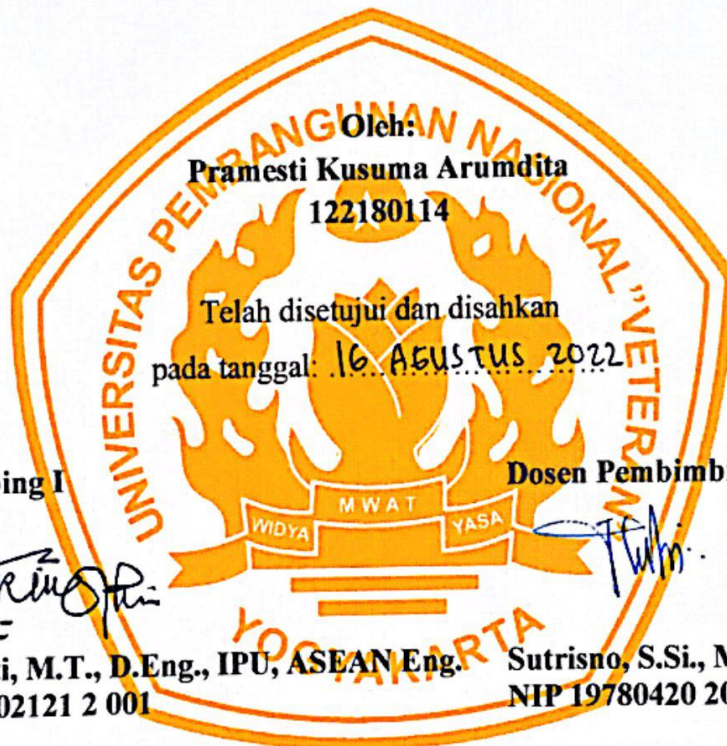 Oleh:
Pramesti Kusuma Arumdita
122180114
Telah disetujui dan disahkan
pada tanggal: 16 AGUSTUS 2022
UNIVERSITAS PEMBANGUNAN NASIONAL "VETERAN"
bing I
Dosen Pembimb
WIDYA MWAT YASA
YOGYAKARTA
i, M.T., D.Eng., IPU, ASEAN Eng.
Sutrisno, S.Si., M
02121 2 001
NIP 19780420 20